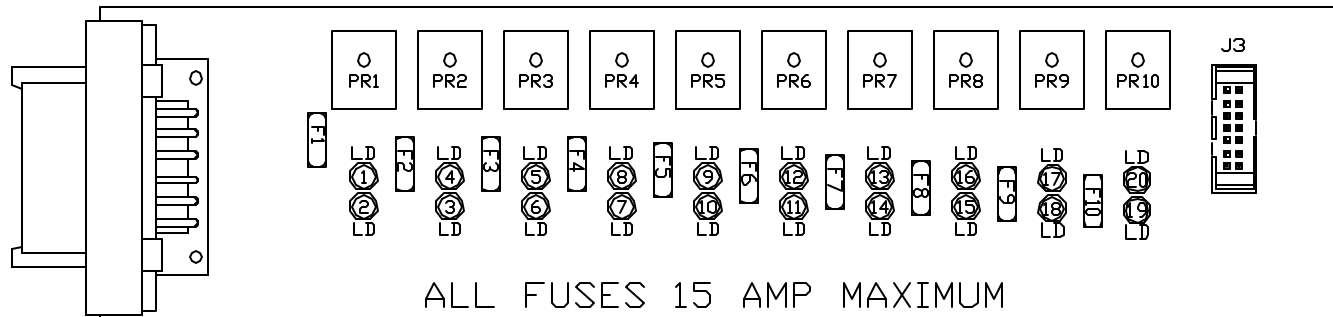 J3
PR1 PR2 PR3 PR4 PR5 PR6 PR7 PR8 PR9 PR10
F1 F2 F3 F4 F5 F6 F7 F8 F9 F10
LD LD LD LD LD LD LD LD LD LD
1 4 5 8 9 12 13 16 17 20
2 3 6 7 10 11 14 15 18 19
LD LD LD LD LD LD LD LD LD LD
ALL FUSES 15 AMP MAXIMUM